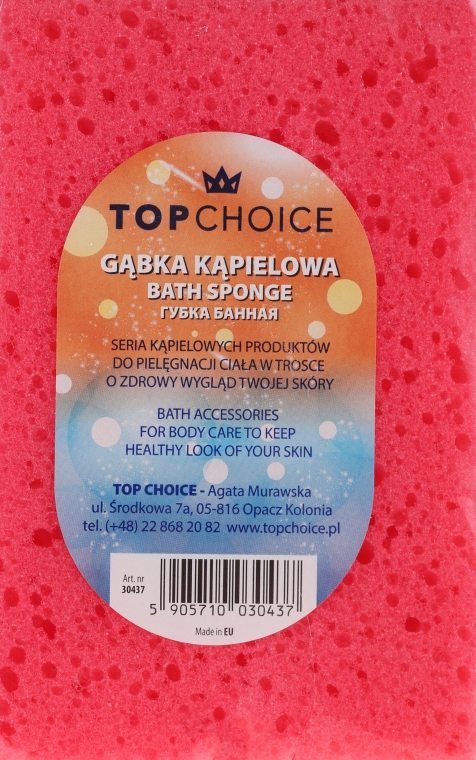 TOPCHOICE
GĄBKA KĄPIELOWA
BATH SPONGE
ГУБКА БАННАЯ
SERIA KĄPIELOWYCH PRODUKTÓW
DO PIELĘGNACJI CIAŁA W TROSCE
O ZDROWY WYGLĄD TWOJEJ SKÓRY
BATH ACCESSORIES
FOR BODY CARE TO KEEP
HEALTHY LOOK OF YOUR SKIN
TOP CHOICE - Agata Murawska
ul. Środkowa 7a, 05-816 Opacz Kolonia
tel. (+48) 22 868 20 82 www.topchoice.pl
Art. nr
30437
5 905710 030437
Made in EU